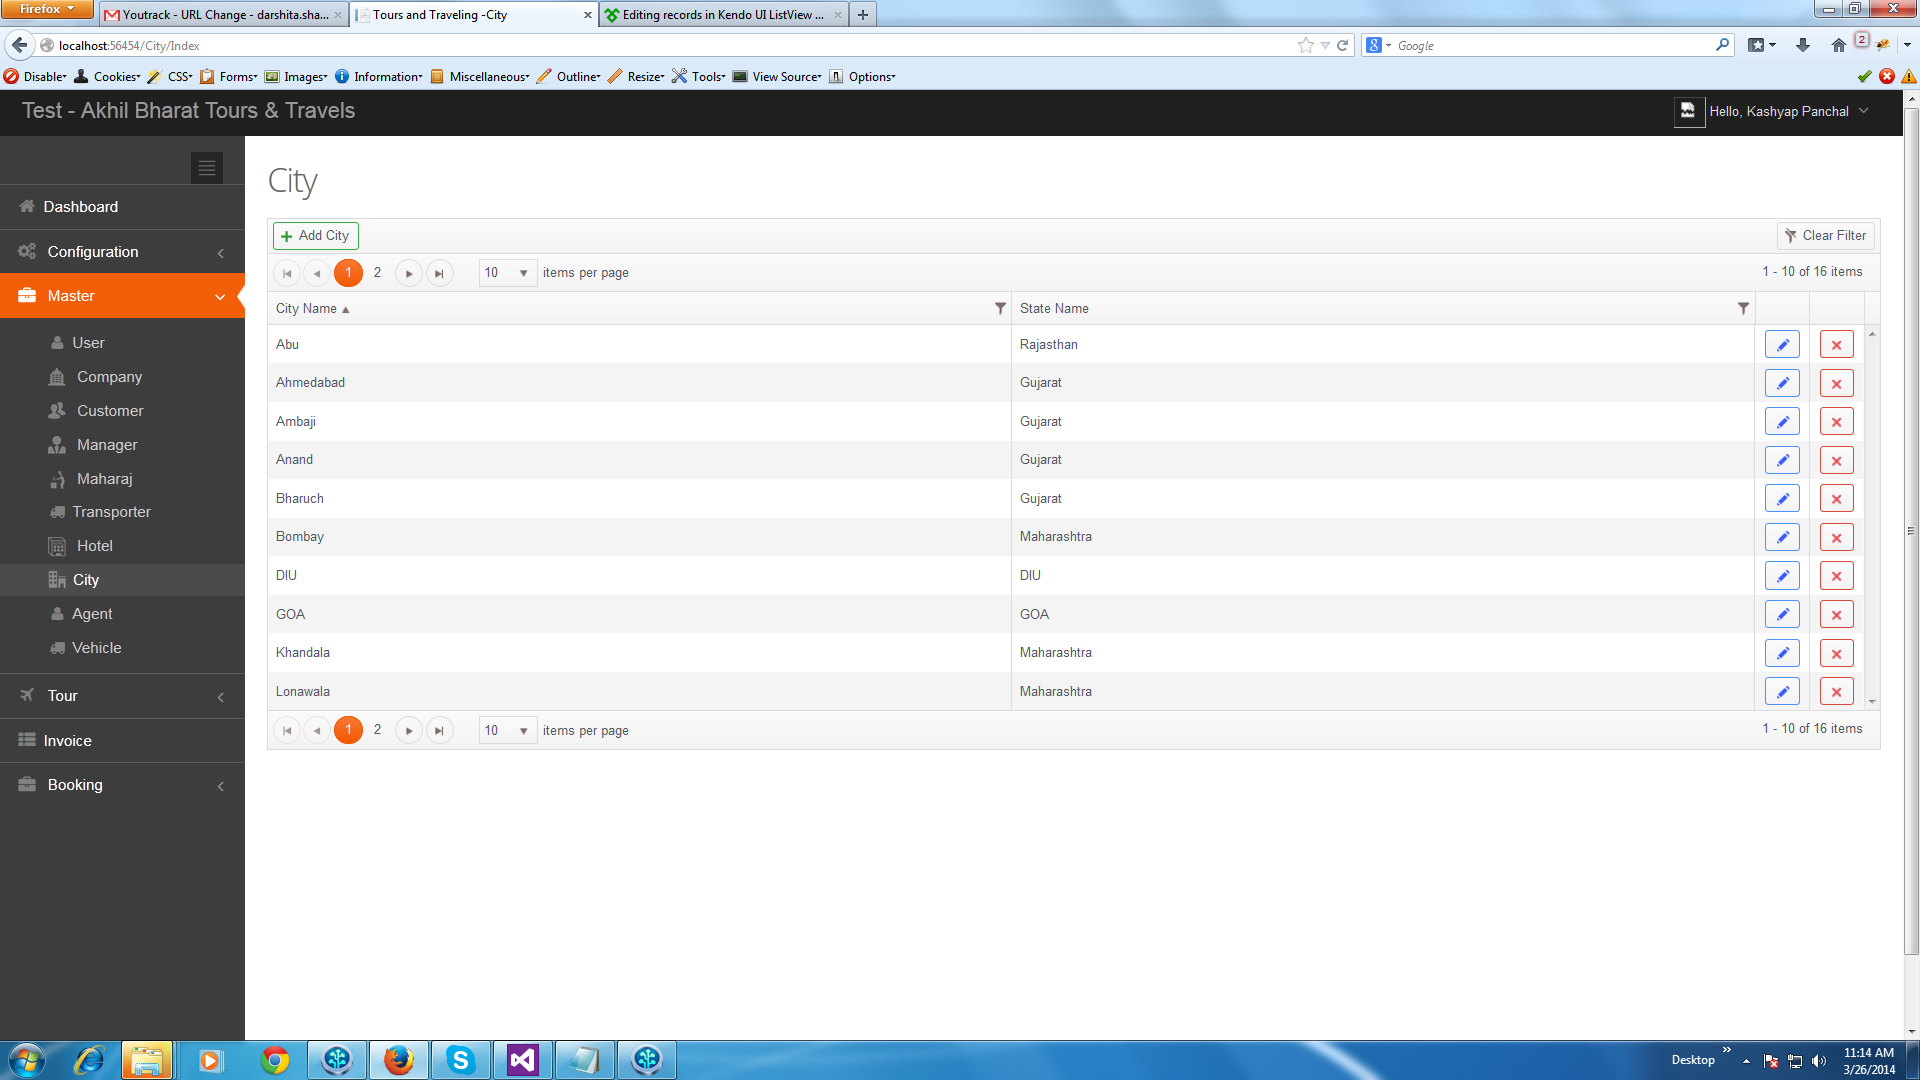 Firefox
Youtrack - URL Change - darshita.sha...
Tours and Traveling -City
Editing records in Kendo UI ListView ...
localhost:56454/City/Index
Google
2
Disable
Cookies
CSS
Forms
Images
Information
Miscellaneous
Outline
Resize
Tools
View Source
Options
Test - Akhil Bharat Tours & Travels
Hello, Kashyap Panchal
Dashboard
Configuration
Master
User
Company
Customer
Manager
Maharaj
Transporter
Hotel
City
Agent
Vehicle
Tour
Invoice
Booking
City
Add City
Clear Filter
1 2 10 items per page 1 - 10 of 16 items
City Name State Name
Abu Rajasthan
Ahmedabad Gujarat
Ambaji Gujarat
Anand Gujarat
Bharuch Gujarat
Bombay Maharashtra
DIU DIU
GOA GOA
Khandala Maharashtra
Lonawala Maharashtra
1 2 10 items per page 1 - 10 of 16 items
Desktop
11:14 AM
3/26/2014